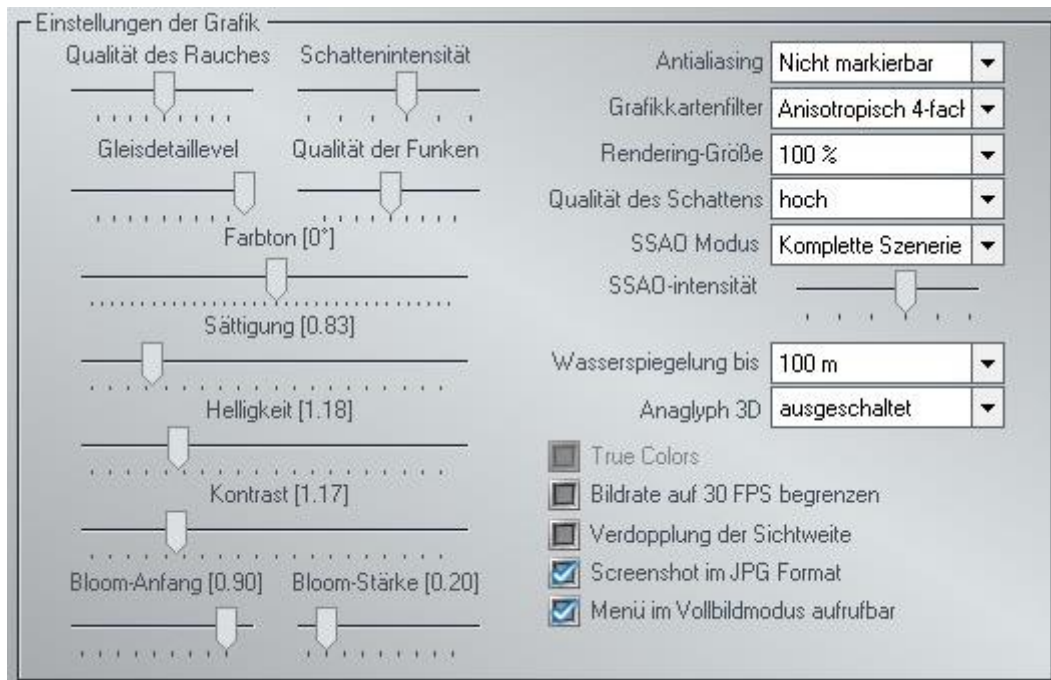 Einstellungen der Grafik
Qualität des Rauches
Schattenintensität
Gleisdetaillevel
Qualität der Funken
Farbton [0°]
Sättigung [0.83]
Helligkeit [1.18]
Kontrast [1.17]
Bloom-Anfang [0.90]
Bloom-Stärke [0.20]
Antialiasing Nicht markierbar
Grafikkartenfilter Anisotropisch 4-fach
Rendering-Größe 100 %
Qualität des Schattens hoch
SSAO Modus Komplette Szenerie
SSAO-intensität
Wasserspiegelung bis 100 m
Anaglyph 3D ausgeschaltet
True Colors
Bildrate auf 30 FPS begrenzen
Verdopplung der Sichtweite
Screenshot im JPG Format
Menü im Vollbildmodus aufrufbar